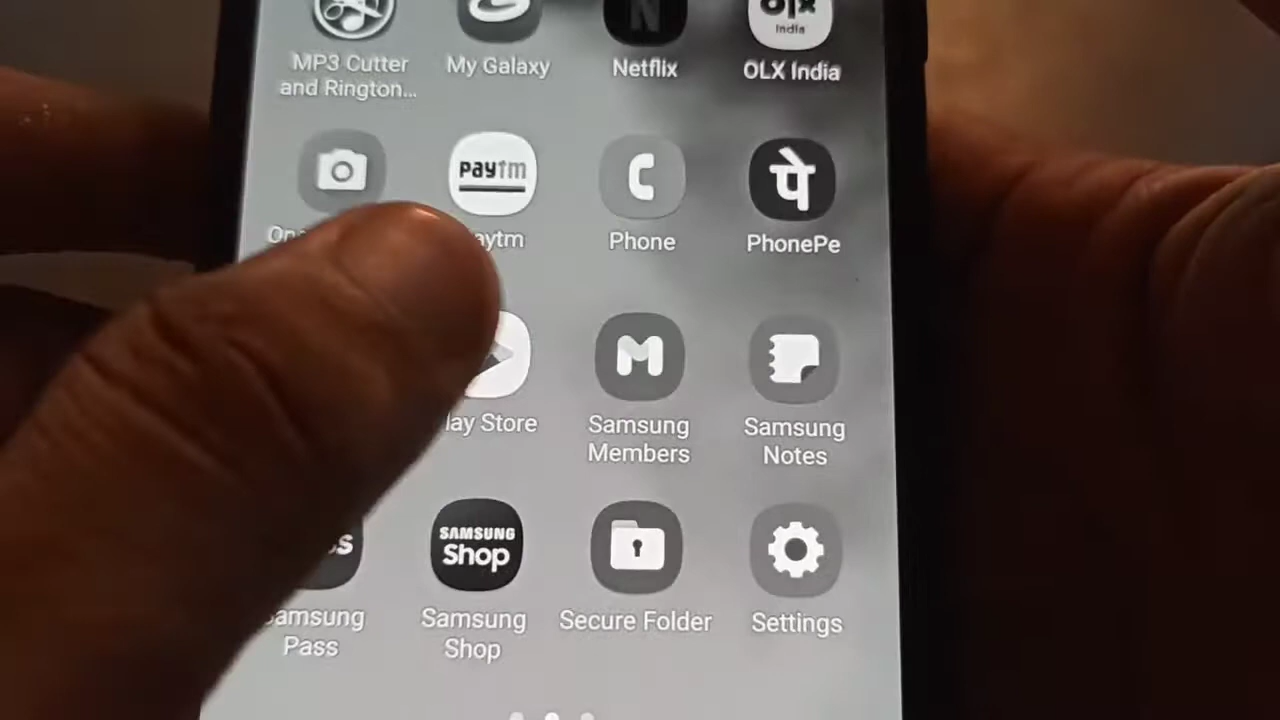 olx
India
MP3 Cutter
and Rington...
My Galaxy
Netflix
OLX India
paytm
पे
aytm
Phone
PhonePe
lay Store
Samsung
Members
Samsung
Notes
SAMSUNG
Shop
amsung
Pass
Samsung
Shop
Secure Folder
Settings